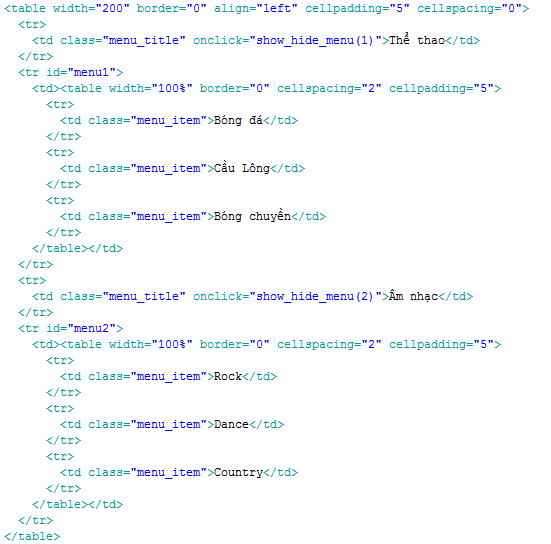 <table width="200" border="0" align="left" cellpadding="5" cellspacing="0">
  <tr>
    <td class="menu_title" onclick="show_hide_menu(1)">Thể thao</td>
  </tr>
  <tr id="menu1">
    <td><table width="100%" border="0" cellspacing="2" cellpadding="5">
      <tr>
        <td class="menu_item">Bóng đá</td>
      </tr>
      <tr>
        <td class="menu_item">Cầu Lông</td>
      </tr>
      <tr>
        <td class="menu_item">Bóng chuyền</td>
      </tr>
    </table></td>
  </tr>
  <tr>
    <td class="menu_title" onclick="show_hide_menu(2)">Âm nhạc</td>
  </tr>
  <tr id="menu2">
    <td><table width="100%" border="0" cellspacing="2" cellpadding="5">
      <tr>
        <td class="menu_item">Rock</td>
      </tr>
      <tr>
        <td class="menu_item">Dance</td>
      </tr>
      <tr>
        <td class="menu_item">Country</td>
      </tr>
    </table></td>
  </tr>
</table>